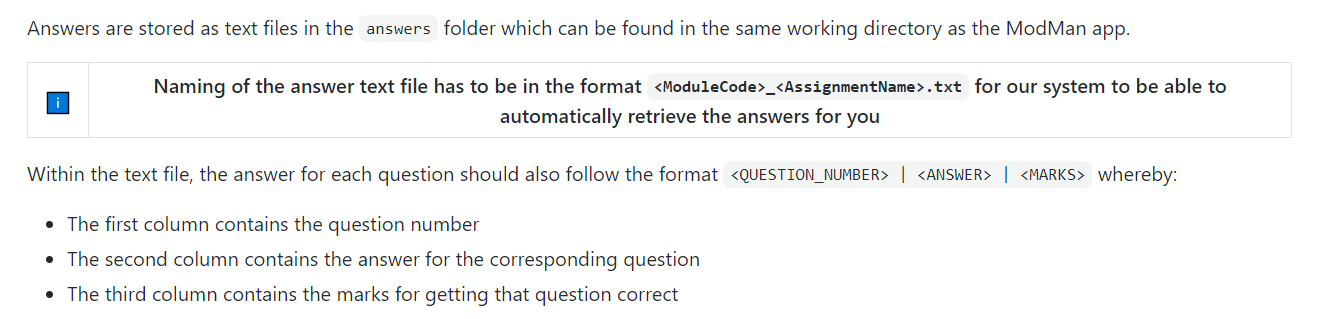 Answers are stored as text files in the answers folder which can be found in the same working directory as the ModMan app.
i
Naming of the answer text file has to be in the format <ModuleCode>_<AssignmentName>.txt for our system to be able to
automatically retrieve the answers for you
Within the text file, the answer for each question should also follow the format <QUESTION_NUMBER> | <ANSWER> | <MARKS> whereby:
• The first column contains the question number
• The second column contains the answer for the corresponding question
• The third column contains the marks for getting that question correct